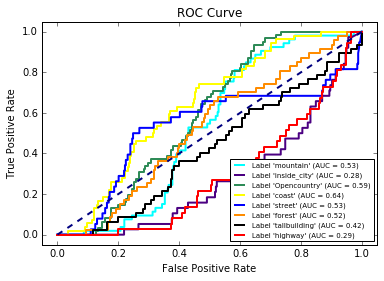 ROC Curve
True Positive Rate
1.0
0.8
0.6
0.4
0.2
0.0
Label 'mountain' (AUC = 0.53)
Label 'inside_city' (AUC = 0.28)
Label 'Opencountry' (AUC = 0.59)
Label 'coast' (AUC = 0.64)
Label 'street' (AUC = 0.53)
Label 'forest' (AUC = 0.52)
Label 'tallbuilding' (AUC = 0.42)
Label 'highway' (AUC = 0.29)
0.0 0.2 0.4 0.6 0.8 1.0
False Positive Rate